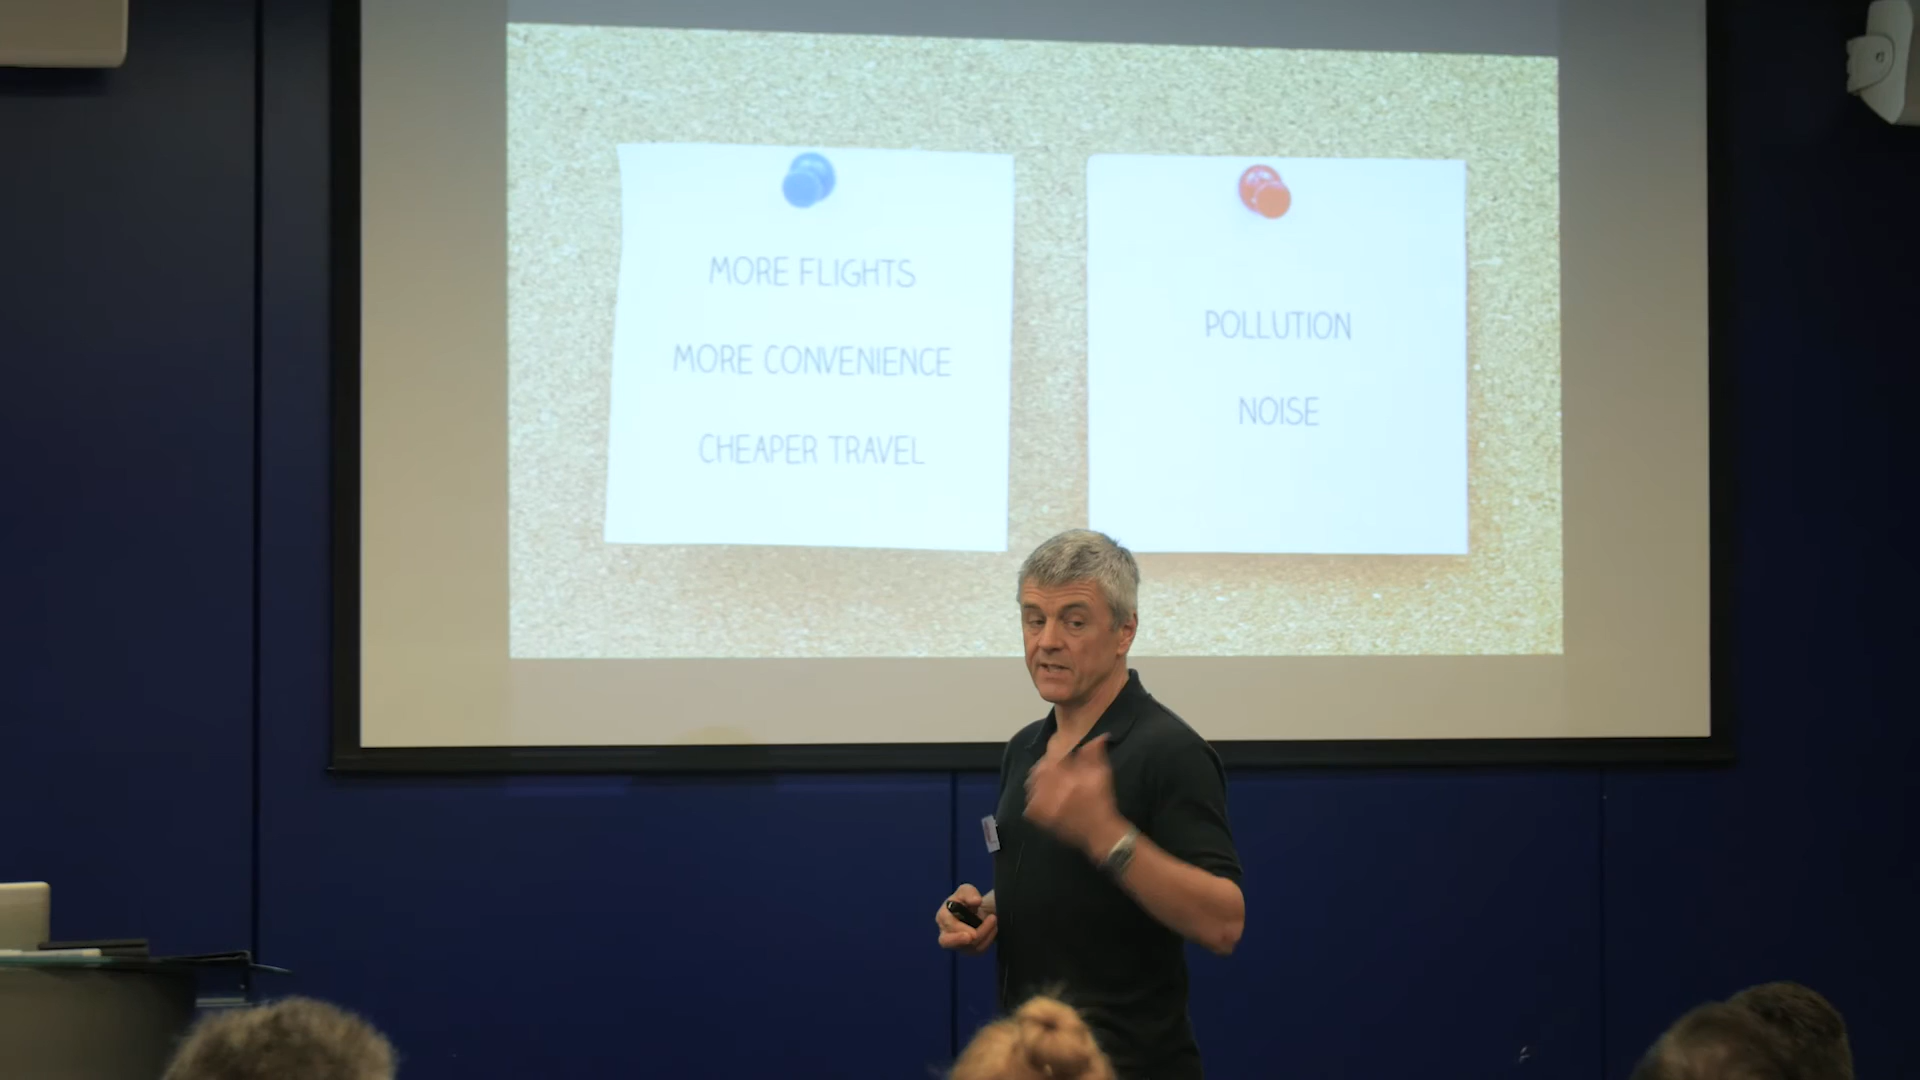 MORE FLIGHTS
MORE CONVENIENCE
CHEAPER TRAVEL
POLLUTION
NOISE